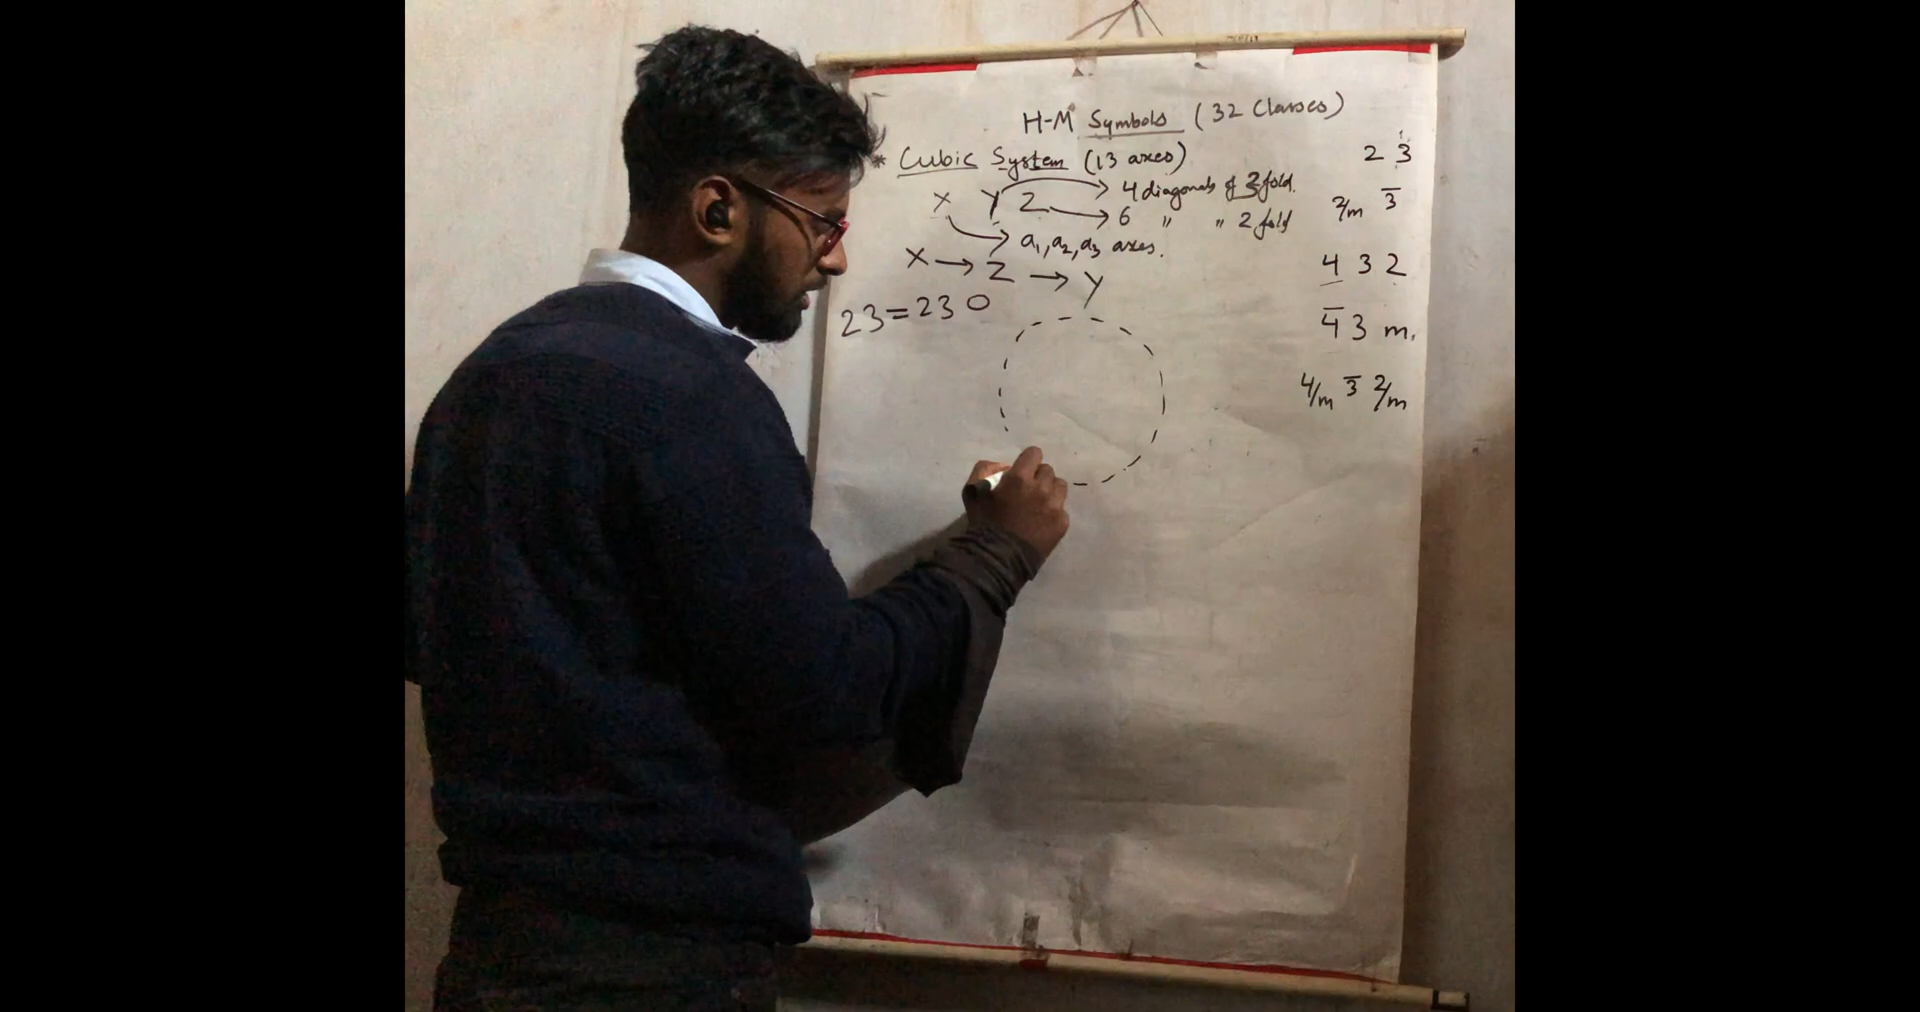 H-M Symbols (32 Classes)
* Cubic System (13 axes)
X Y Z → 4 diagonals of 3 fold.
→ 6 " " 2 fold
→ a₁, a₂, a₃ axes.
X → Z → Y
23 = 23 0
2 3
2/m 3̅
4 3 2
4̅ 3 m.
4/m 3̅ 2/m